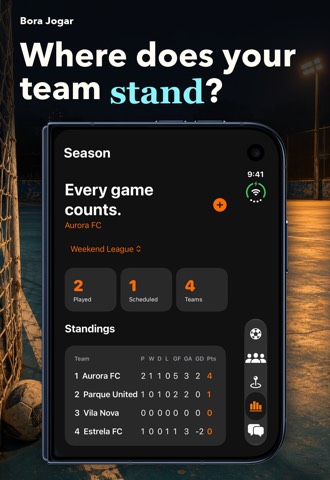 Bora Jogar
Where does your
team stand?
Season
9:41
Every game
counts.
Aurora FC
Weekend League
2
Played
1
Scheduled
4
Teams
Standings
Team P W D L GF GA GD Pts
1 Aurora FC 2 1 1 0 5 3 2 4
2 Parque United 1 0 1 0 2 2 0 1
3 Vila Nova 0 0 0 0 0 0 0 0
4 Estrela FC 1 0 0 1 1 3 -2 0